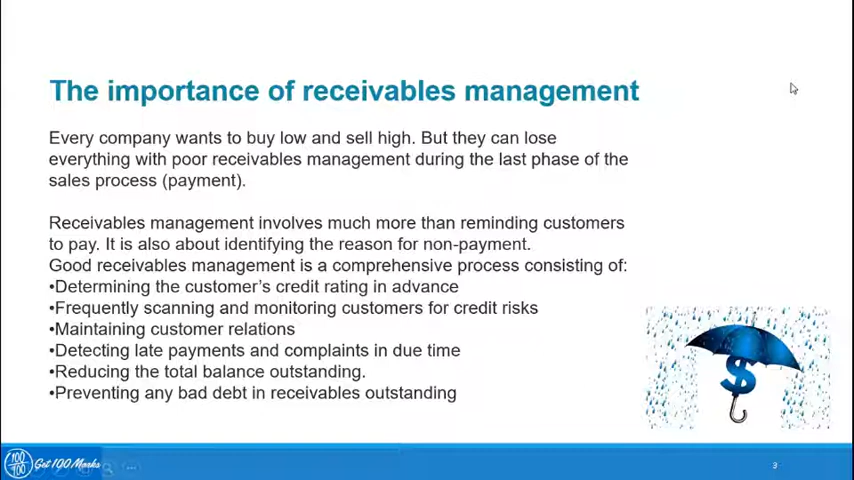 The importance of receivables management
Every company wants to buy low and sell high. But they can lose
everything with poor receivables management during the last phase of the
sales process (payment).
Receivables management involves much more than reminding customers
to pay. It is also about identifying the reason for non-payment.
Good receivables management is a comprehensive process consisting of:
•Determining the customer’s credit rating in advance
•Frequently scanning and monitoring customers for credit risks
•Maintaining customer relations
•Detecting late payments and complaints in due time
•Reducing the total balance outstanding.
•Preventing any bad debt in receivables outstanding
$
100
100
Get 100 Marks
3